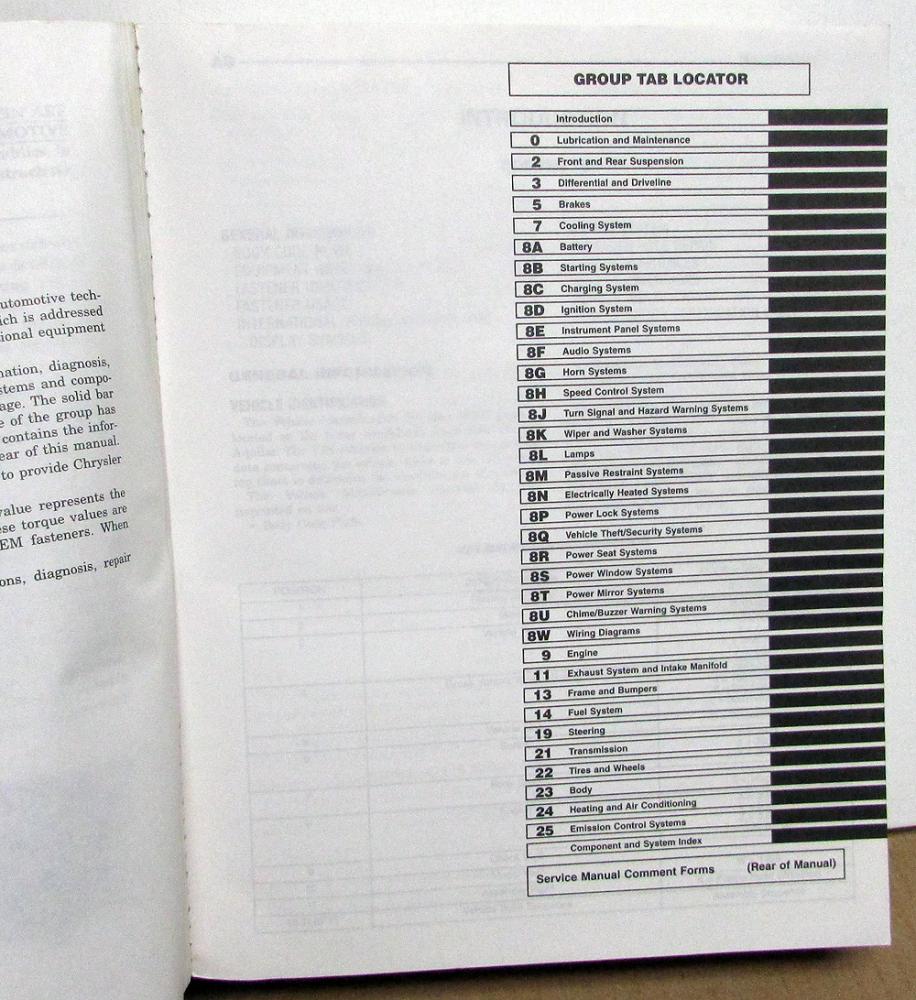 utomotive tech-
ich is addressed
ional equipment
nation, diagnosis,
stems and compo-
age. The solid bar
e of the group has
contains the infor-
ear of this manual.
to provide Chrysler
value represents the
ese torque values are
EM fasteners. When
ons, diagnosis, repair
GROUP TAB LOCATOR
Introduction
0 Lubrication and Maintenance
2 Front and Rear Suspension
3 Differential and Driveline
5 Brakes
7 Cooling System
8A Battery
8B Starting Systems
8C Charging System
8D Ignition System
8E Instrument Panel Systems
8F Audio Systems
8G Horn Systems
8H Speed Control System
8J Turn Signal and Hazard Warning Systems
8K Wiper and Washer Systems
8L Lamps
8M Passive Restraint Systems
8N Electrically Heated Systems
8P Power Lock Systems
8Q Vehicle Theft/Security Systems
8R Power Seat Systems
8S Power Window Systems
8T Power Mirror Systems
8U Chime/Buzzer Warning Systems
8W Wiring Diagrams
9 Engine
11 Exhaust System and Intake Manifold
13 Frame and Bumpers
14 Fuel System
19 Steering
21 Transmission
22 Tires and Wheels
23 Body
24 Heating and Air Conditioning
25 Emission Control Systems
Component and System Index
Service Manual Comment Forms (Rear of Manual)